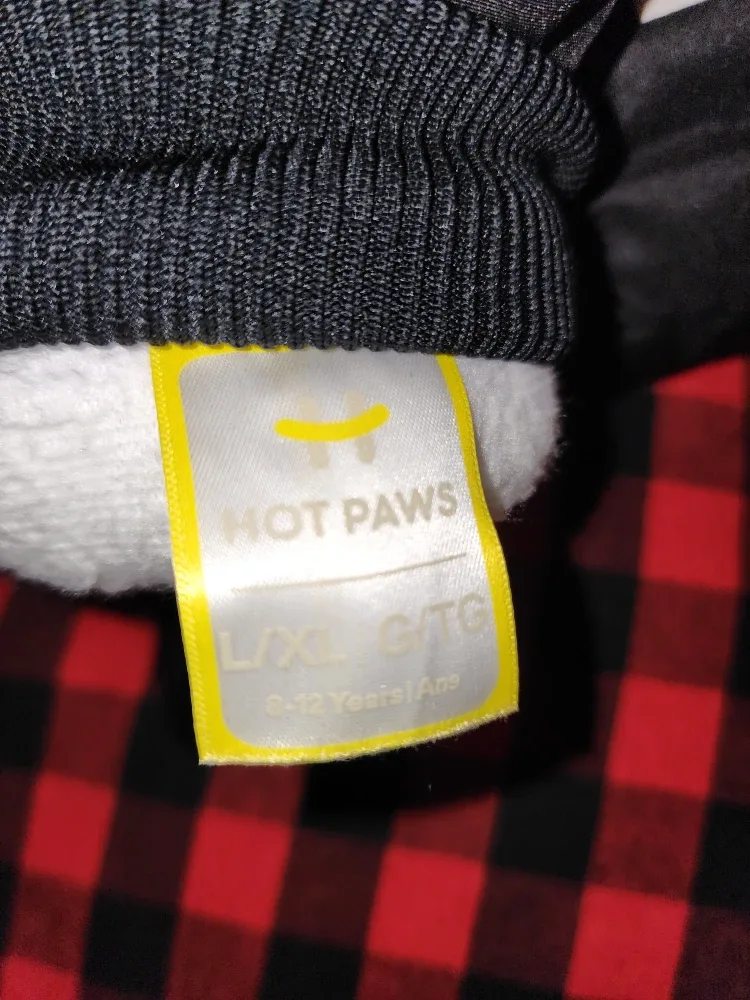 HOT PAWS
L/XL G/TG
8-12 Years|Ans